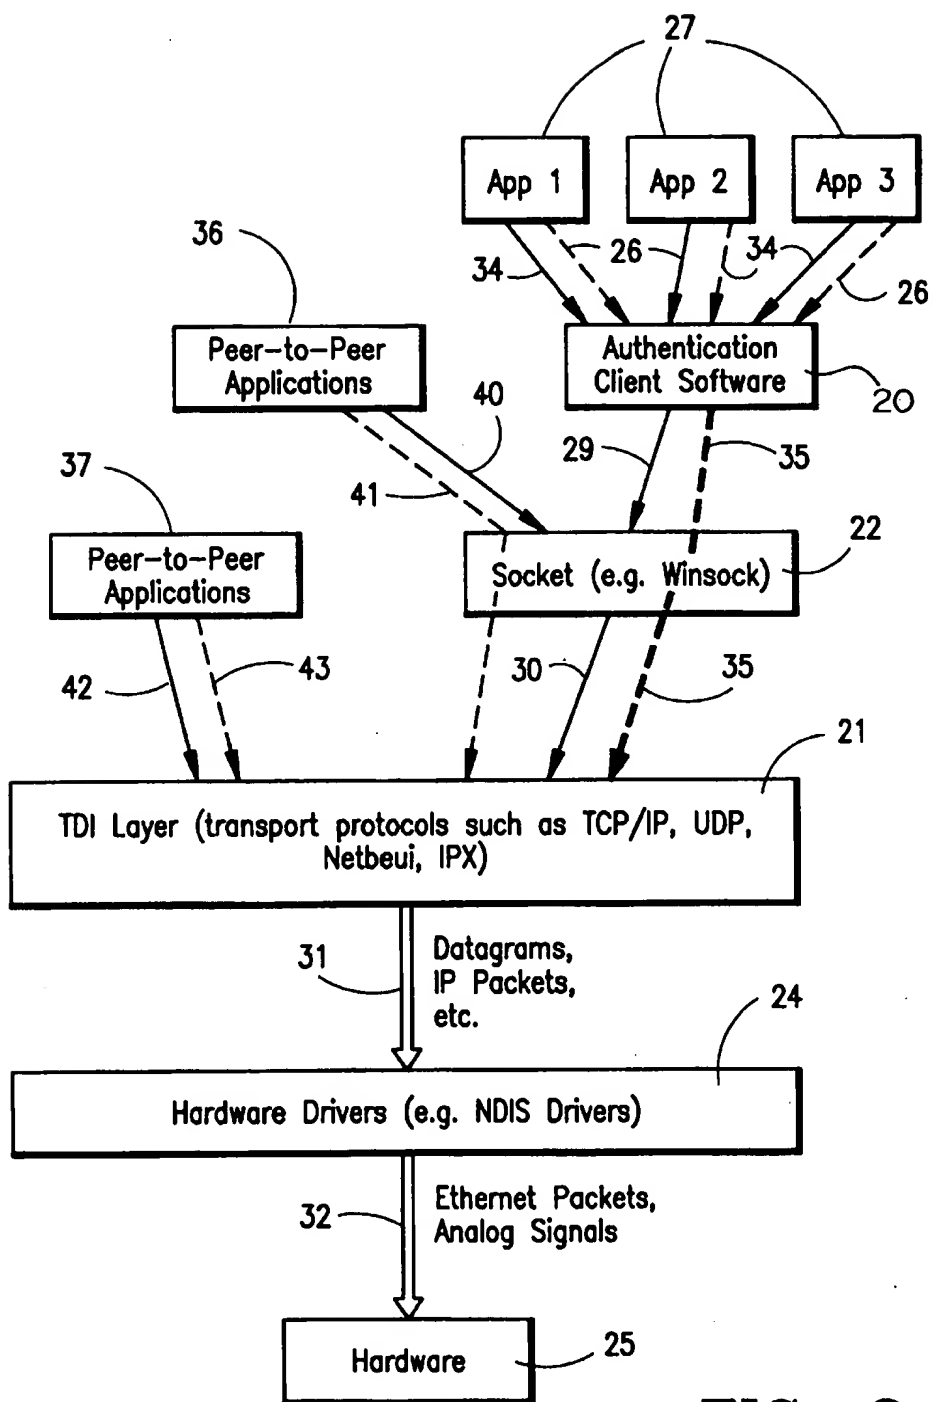 27
App 1
App 2
App 3
36
34
26
34
26
Peer-to-Peer
Applications
Authentication
Client Software
20
40
29
35
37
41
22
Peer-to-Peer
Applications
Socket (e.g. Winsock)
42
43
30
35
21
TDI Layer (transport protocols such as TCP/IP, UDP,
Netbeui, IPX)
31
Datagrams,
IP Packets,
etc.
24
Hardware Drivers (e.g. NDIS Drivers)
32
Ethernet Packets,
Analog Signals
Hardware
25